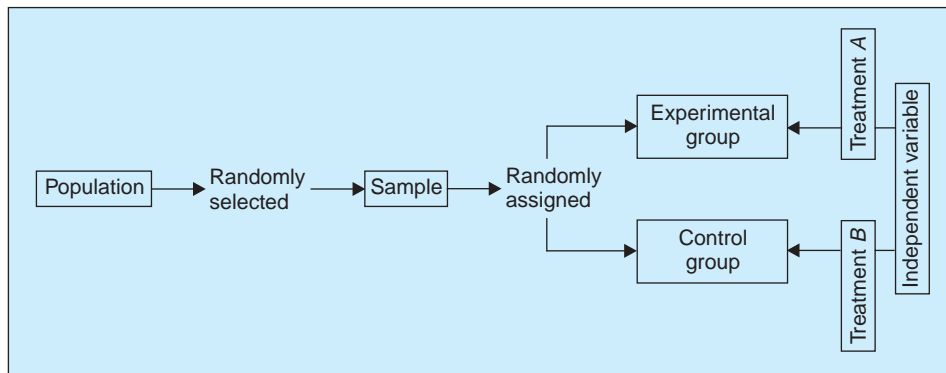 Population
Randomly
selected
Sample
Randomly
assigned
Experimental
group
Control
group
Treatment A
Treatment B
Independent variable